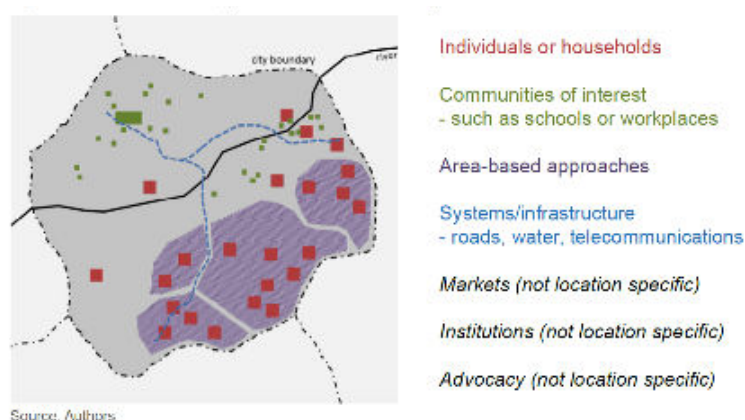 city boundary
river
Individuals or households
Communities of interest
- such as schools or workplaces
Area-based approaches
Systems/infrastructure
- roads, water, telecommunications
Markets (not location specific)
Institutions (not location specific)
Advocacy (not location specific)
Source. Authors